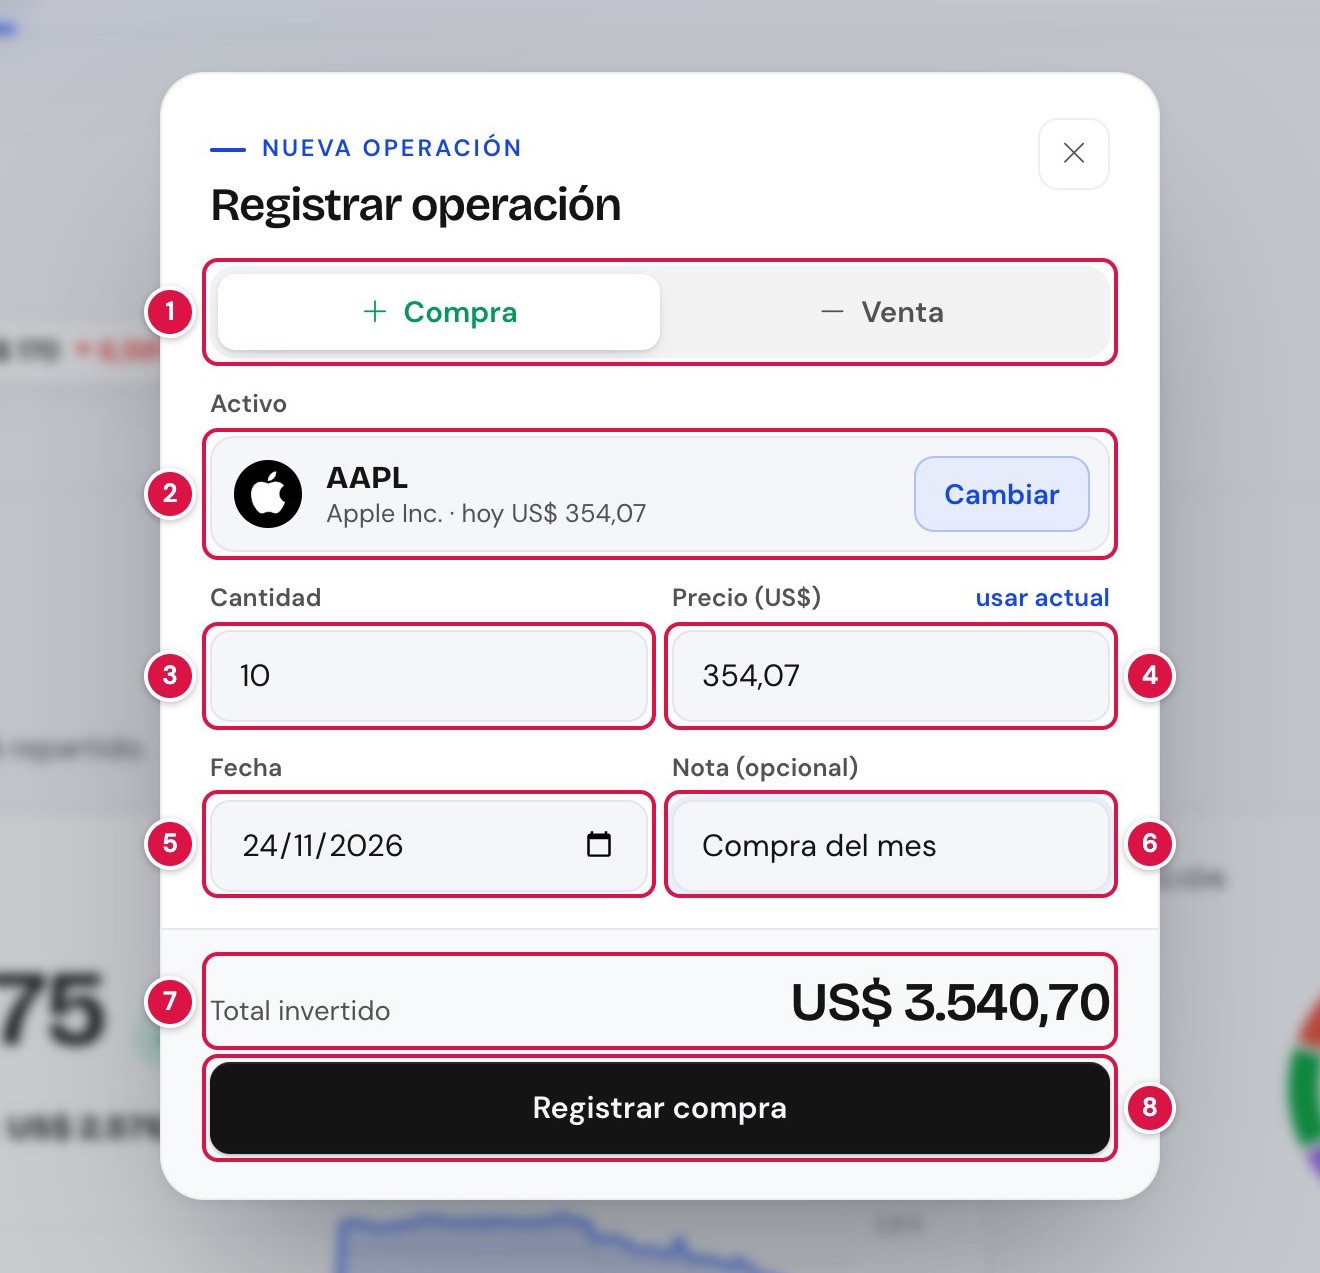 NUEVA OPERACIÓN
Registrar operación
1
+ Compra
— Venta
Activo
2
AAPL
Apple Inc. · hoy US$ 354,07
Cambiar
Cantidad
Precio (US$)
usar actual
3
10
354,07
4
Fecha
Nota (opcional)
5
24/11/2026
Compra del mes
6
7
Total invertido
US$ 3.540,70
Registrar compra
8
75
repartido.